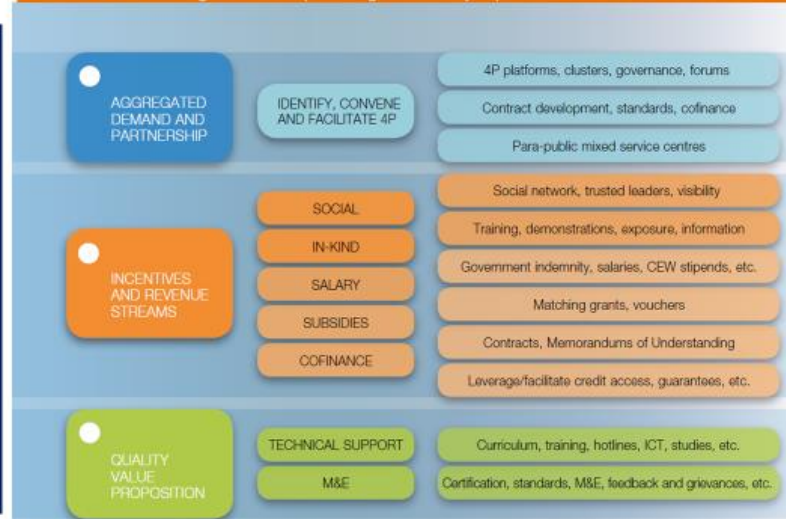 AGGREGATED
DEMAND AND
PARTNERSHIP
IDENTIFY, CONVENE
AND FACILITATE 4P
4P platforms, clusters, governance, forums
Contract development, standards, cofinance
Para-public mixed service centres
INCENTIVES
AND REVENUE
STREAMS
SOCIAL
IN-KIND
SALARY
SUBSIDIES
COFINANCE
Social network, trusted leaders, visibility
Training, demonstrations, exposure, information
Government indemnity, salaries, CEW stipends, etc.
Matching grants, vouchers
Contracts, Memorandums of Understanding
Leverage/facilitate credit access, guarantees, etc.
QUALITY
VALUE
PROPOSITION
TECHNICAL SUPPORT
M&E
Curriculum, training, hotlines, ICT, studies, etc.
Certification, standards, M&E, feedback and grievances, etc.